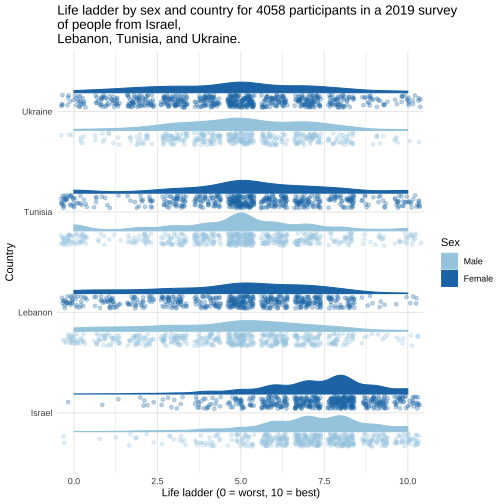 Life ladder by sex and country for 4058 participants in a 2019 survey
of people from Israel,
Lebanon, Tunisia, and Ukraine.
Ukraine
Tunisia
Lebanon
Israel
Country
Sex
Male
Female
0.0 2.5 5.0 7.5 10.0
Life ladder (0 = worst, 10 = best)